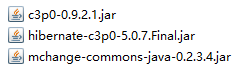 c3p0-0.9.2.1.jar
hibernate-c3p0-5.0.7.Final.jar
mchange-commons-java-0.2.3.4.jar